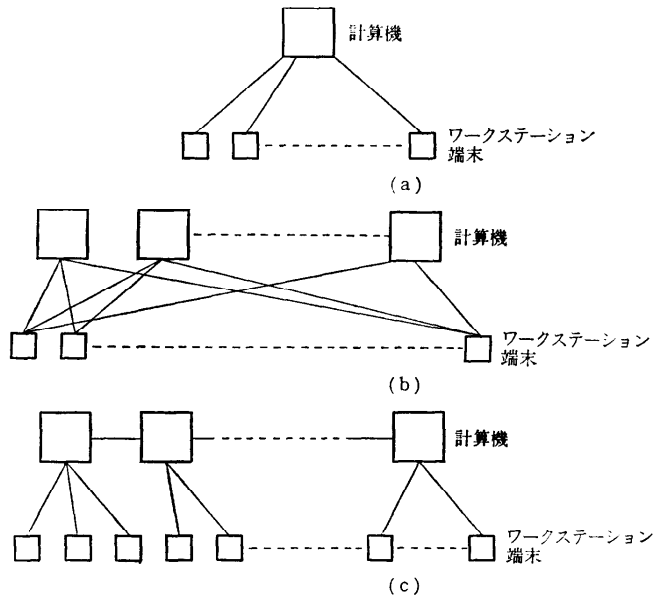 計算機
ワークステーション
端末
(a)
計算機
ワークステーション
端末
(b)
計算機
ワークステーション
端末
(c)